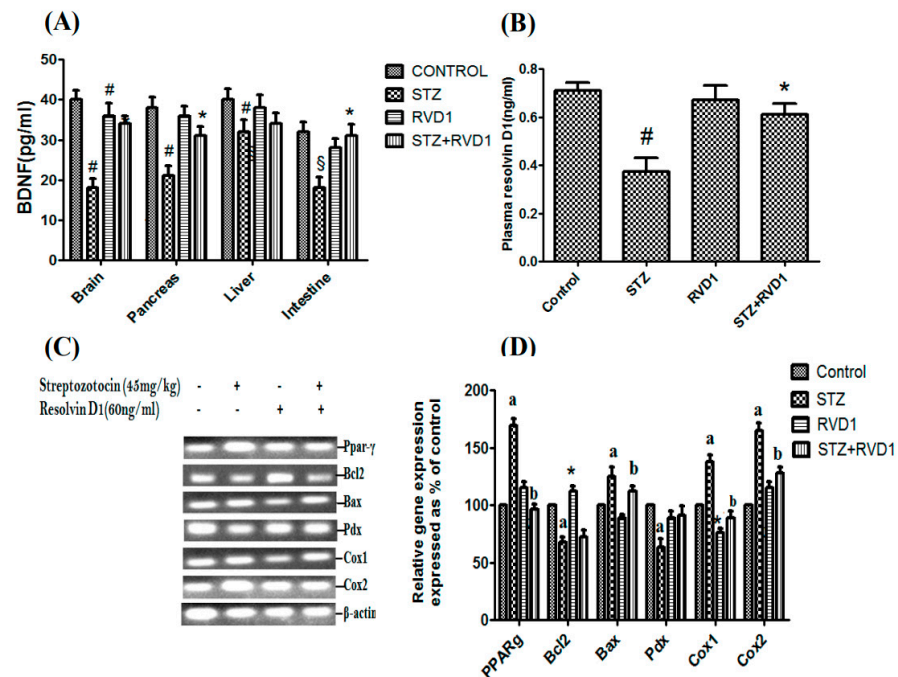 (A)
BDNF(pg/ml)
50
40
30
20
10
0
# # # # * § § *
Brain Pancreas Liver Intestine
CONTROL
STZ
RVD1
STZ+RVD1
(B)
Plasma resolvin D1(ng/ml)
0.8
0.6
0.4
0.2
0.0
# *
Control STZ RVD1 STZ+RVD1
(C)
Streptozotocin (45mg/kg) - + - +
Resolvin D1(60ng/ml) - - + +
Ppar-γ
Bcl2
Bax
Pdx
Cox1
Cox2
β-actin
(D)
Relative gene expression
expressed as % of control
200
150
100
50
0
a b a * a b a a * b a b
PPARg Bcl2 Bax Pdx Cox1 Cox2
Control
STZ
RVD1
STZ+RVD1